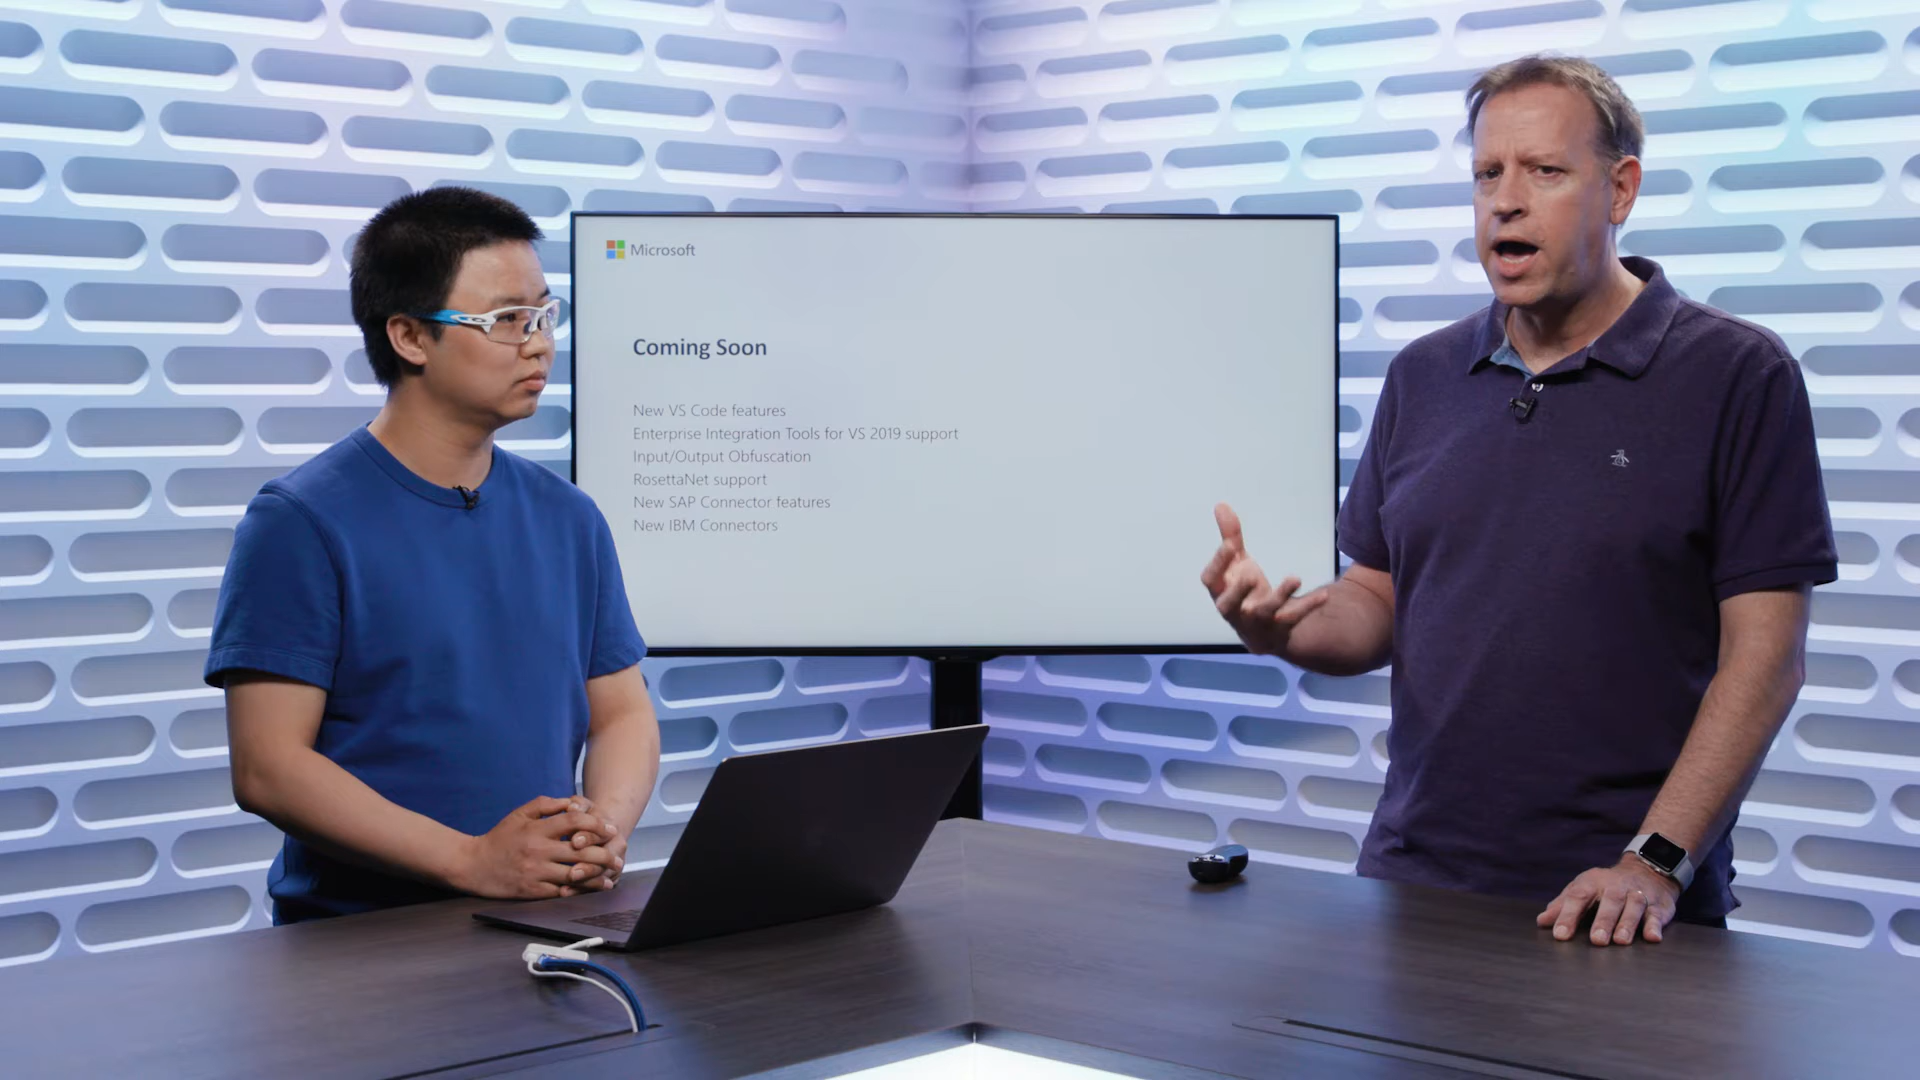 Microsoft
Coming Soon
New VS Code features
Enterprise Integration Tools for VS 2019 support
Input/Output Obfuscation
RosettaNet support
New SAP Connector features
New IBM Connectors